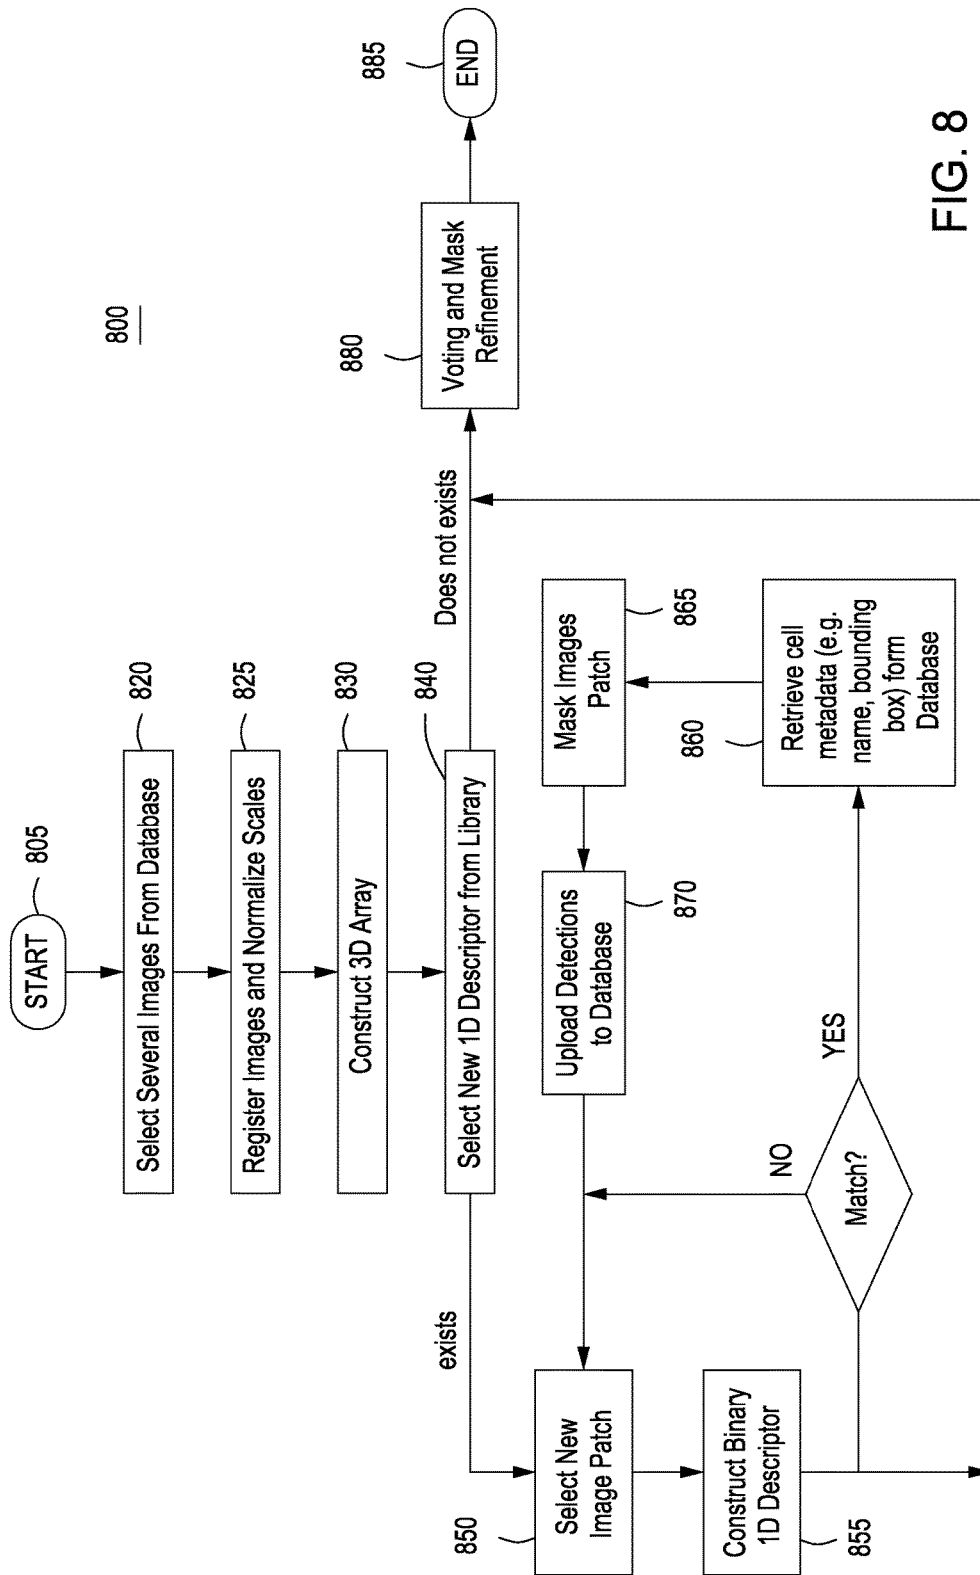 800
START
805
Select Several Images From Database
820
Register Images and Normalize Scales
825
Construct 3D Array
830
Select New 1D Descriptor from Library
840
exists
Does not exists
Voting and Mask
Refinement
880
END
885
Select New
Image Patch
850
Construct Binary
1D Descriptor
855
Match?
NO
YES
Retrieve cell
metadata (e.g.
name, bounding
box) form
Database
860
Mask Images
Patch
865
Upload Detections
to Database
870
FIG. 8